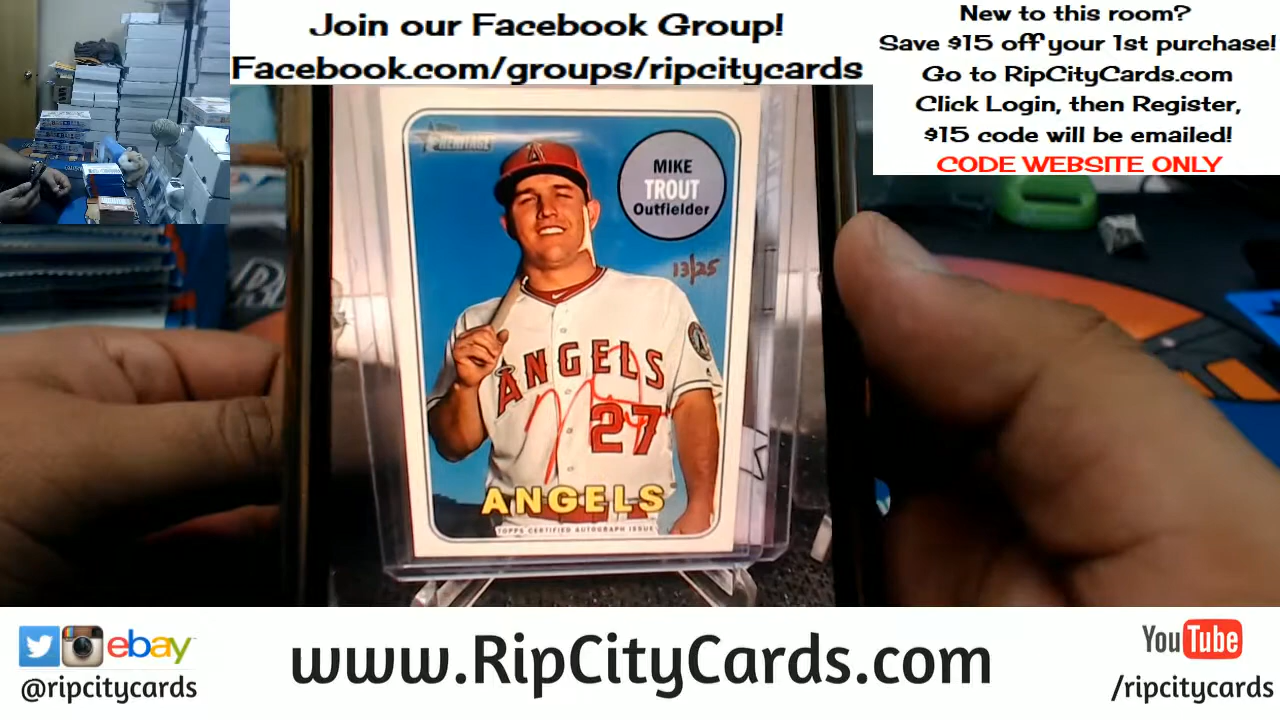 Join our Facebook Group!
Facebook.com/groups/ripcitycards
New to this room?
Save $15 off your 1st purchase!
Go to RipCityCards.com
Click Login, then Register,
$15 code will be emailed!
CODE WEBSITE ONLY
HERITAGE
MIKE
TROUT
Outfielder
13/25
ANGELS
27
ANGELS
TOPPS CERTIFIED AUTOGRAPH ISSUE
ebay
@ripcitycards
www.RipCityCards.com
YouTube
/ripcitycards